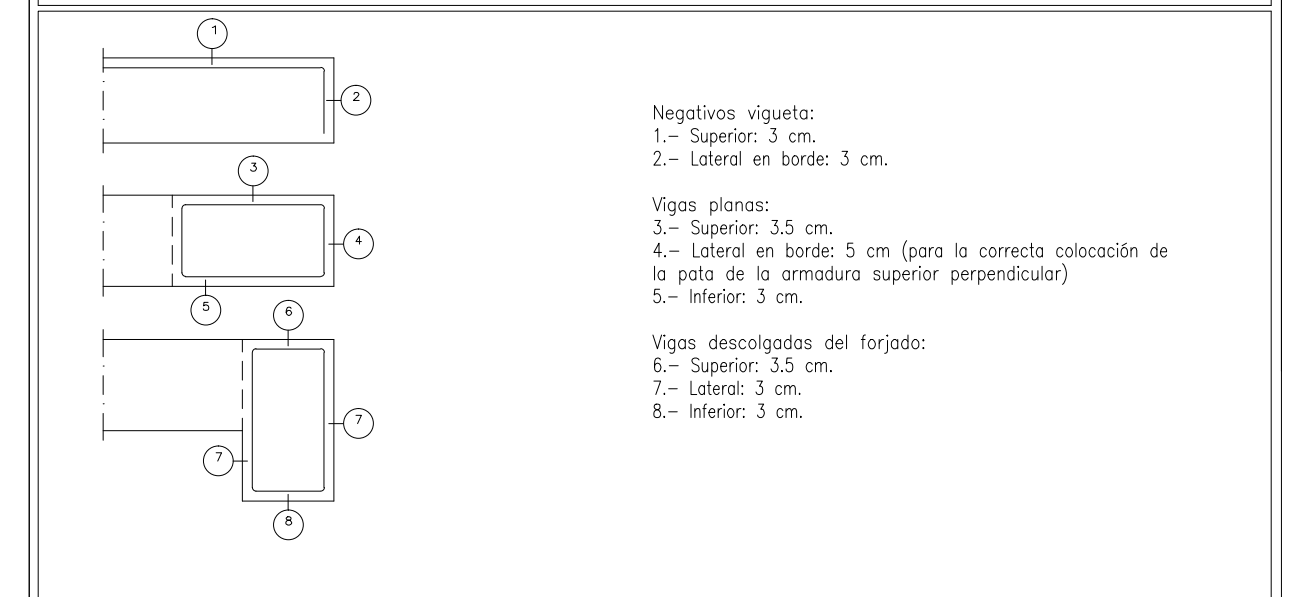 1
2
3
4
5
6
7
7
8
Negativos vigueta:
1.– Superior: 3 cm.
2.– Lateral en borde: 3 cm.
Vigas planas:
3.– Superior: 3.5 cm.
4.– Lateral en borde: 5 cm (para la correcta colocación de
la pata de la armadura superior perpendicular)
5.– Inferior: 3 cm.
Vigas descolgadas del forjado:
6.– Superior: 3.5 cm.
7.– Lateral: 3 cm.
8.– Inferior: 3 cm.